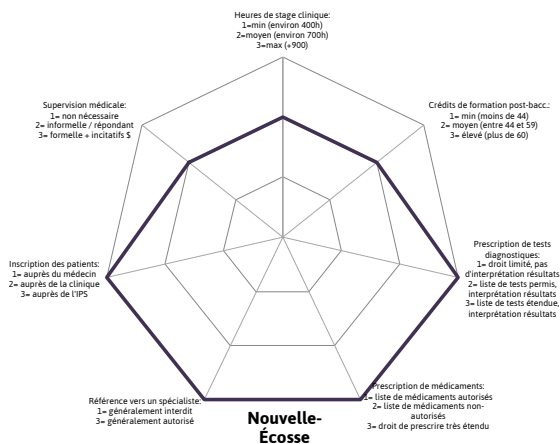 Heures de stage clinique:
1=min (environ 400h)
2=moyen (environ 700h)
3=max (+900)
Supervision médicale:
1= non nécessaire
2= informelle / répondant
3= formelle + incitatifs $
Crédits de formation post-bacc.:
1= min (moins de 44)
2= moyen (entre 44 et 59)
3= élevé (plus de 60)
Inscription des patients:
1= auprès du médecin
2= auprès de la clinique
3= auprès de l'IPS
Prescription de tests
diagnostiques:
1= droit limité, pas
d'interprétation résultats
2= liste de tests permis,
interprétation résultats
3= liste de tests étendue,
interprétation résultats
Référence vers un spécialiste:
1= généralement interdit
3= généralement autorisé
Prescription de médicaments:
1= liste de médicaments autorisés
2= liste de médicaments non-
autorisés
3= droit de prescrire très étendu
Nouvelle-
Écosse